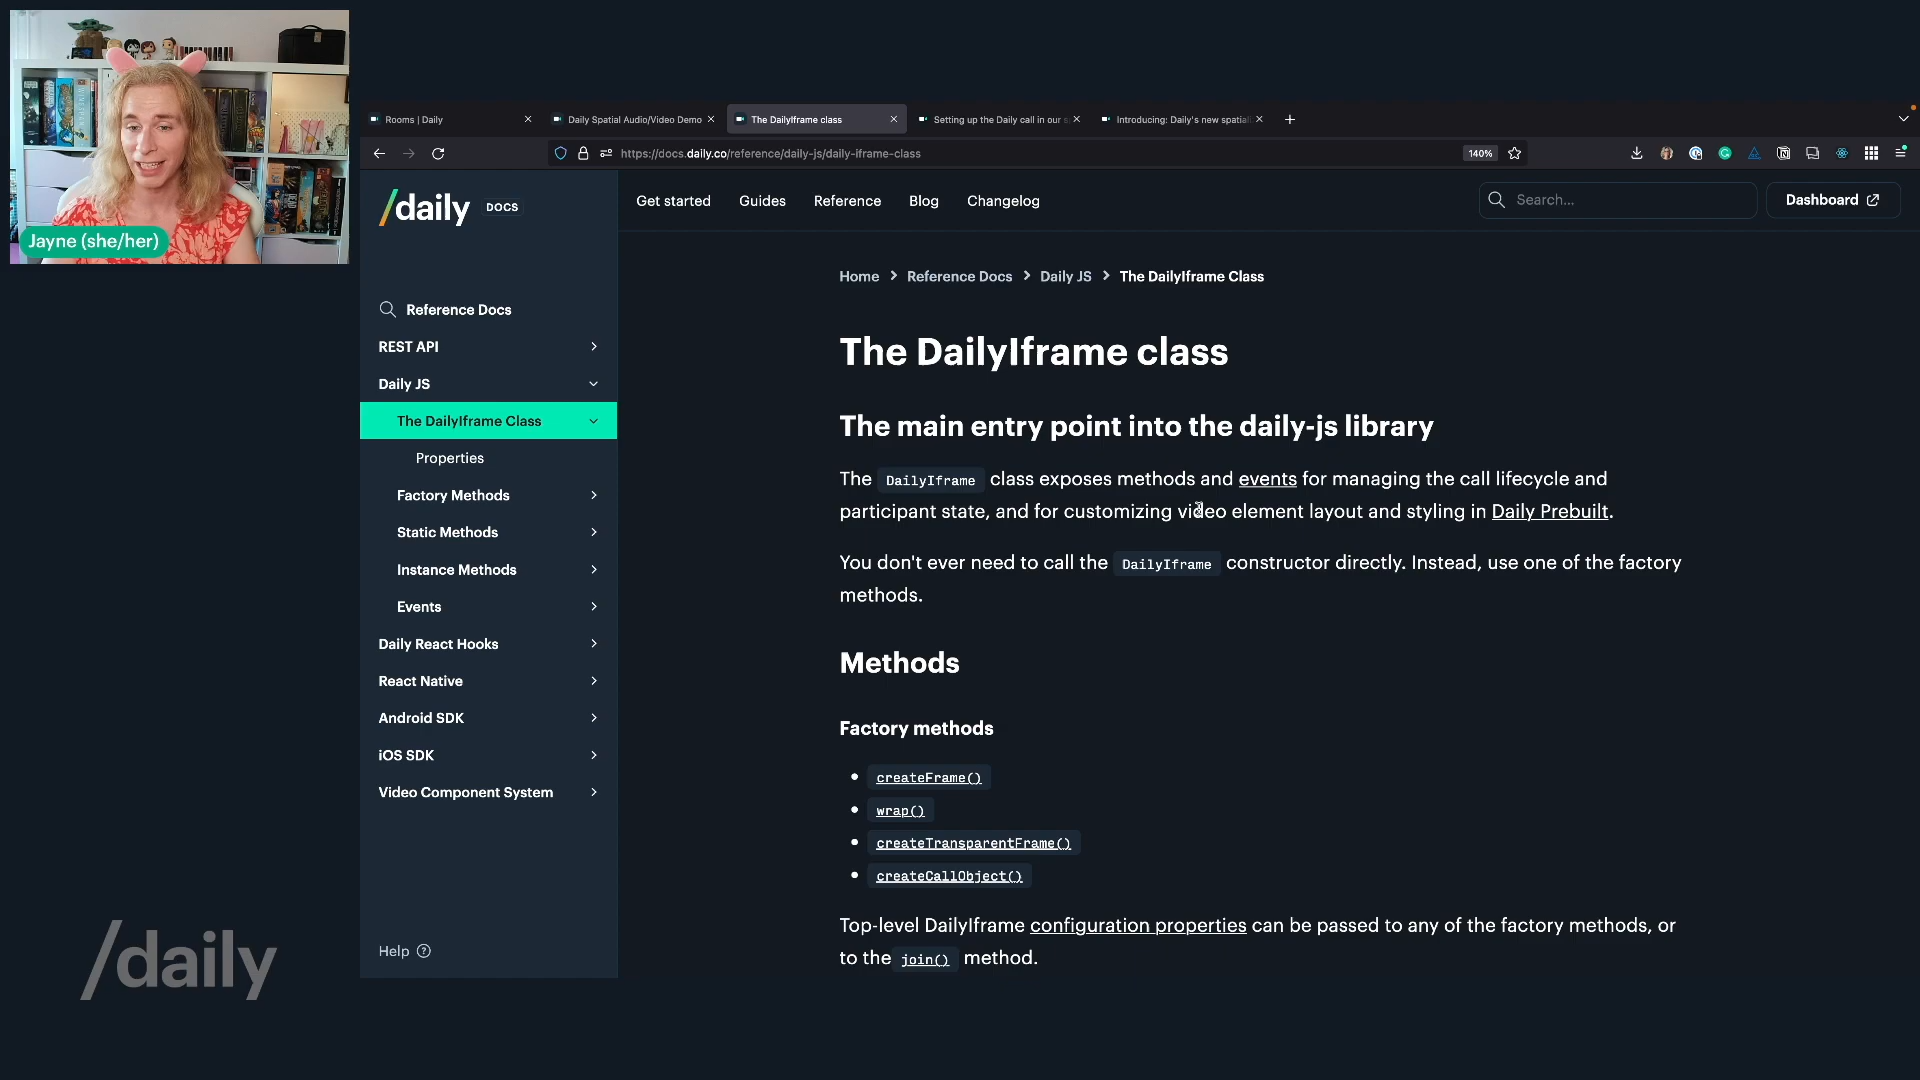 Jayne (she/her)
Rooms | Daily
Daily Spatial Audio/Video Demo
The DailyIframe class
Setting up the Daily call in our s
Introducing: Daily's new spatial
https://docs.daily.co/reference/daily-js/daily-iframe-class
140%
/daily DOCS
Get started
Guides
Reference
Blog
Changelog
Search...
Dashboard
Reference Docs
REST API
Daily JS
The DailyIframe Class
Properties
Factory Methods
Static Methods
Instance Methods
Events
Daily React Hooks
React Native
Android SDK
iOS SDK
Video Component System
Help
Home > Reference Docs > Daily JS > The DailyIframe Class
The DailyIframe class
The main entry point into the daily-js library
The DailyIframe class exposes methods and events for managing the call lifecycle and
participant state, and for customizing video element layout and styling in Daily Prebuilt.
You don't ever need to call the DailyIframe constructor directly. Instead, use one of the factory
methods.
Methods
Factory methods
• createFrame()
• wrap()
• createTransparentFrame()
• createCallObject()
Top-level DailyIframe configuration properties can be passed to any of the factory methods, or
to the join() method.
/daily